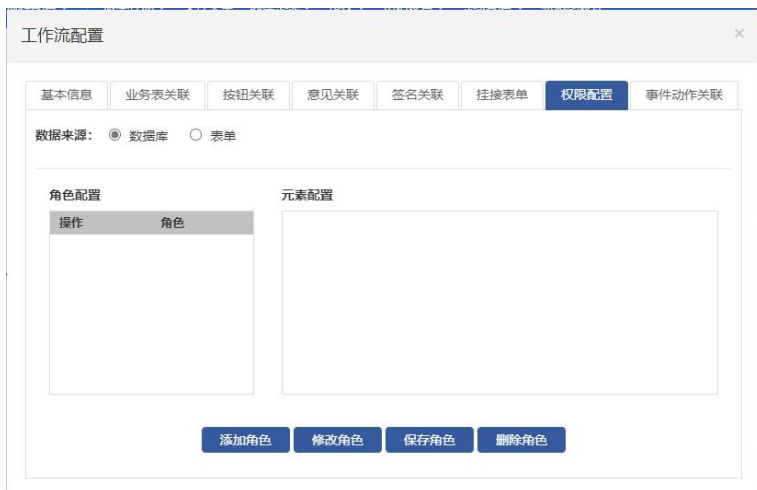 工作流配置
×
基本信息 业务表关联 按钮关联 意见关联 签名关联 挂接表单 权限配置 事件动作关联
数据来源： 数据库 表单
角色配置 元素配置
操作 角色
添加角色 修改角色 保存角色 删除角色